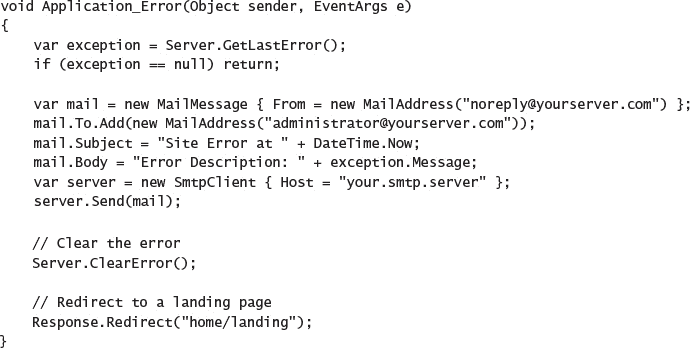 void Application_Error(Object sender, EventArgs e)
{
    var exception = Server.GetLastError();
    if (exception == null) return;

    var mail = new MailMessage { From = new MailAddress("noreply@yourserver.com") };
    mail.To.Add(new MailAddress("administrator@yourserver.com"));
    mail.Subject = "Site Error at " + DateTime.Now;
    mail.Body = "Error Description: " + exception.Message;
    var server = new SmtpClient { Host = "your.smtp.server" };
    server.Send(mail);

    // Clear the error
    Server.ClearError();

    // Redirect to a landing page
    Response.Redirect("home/landing");
}